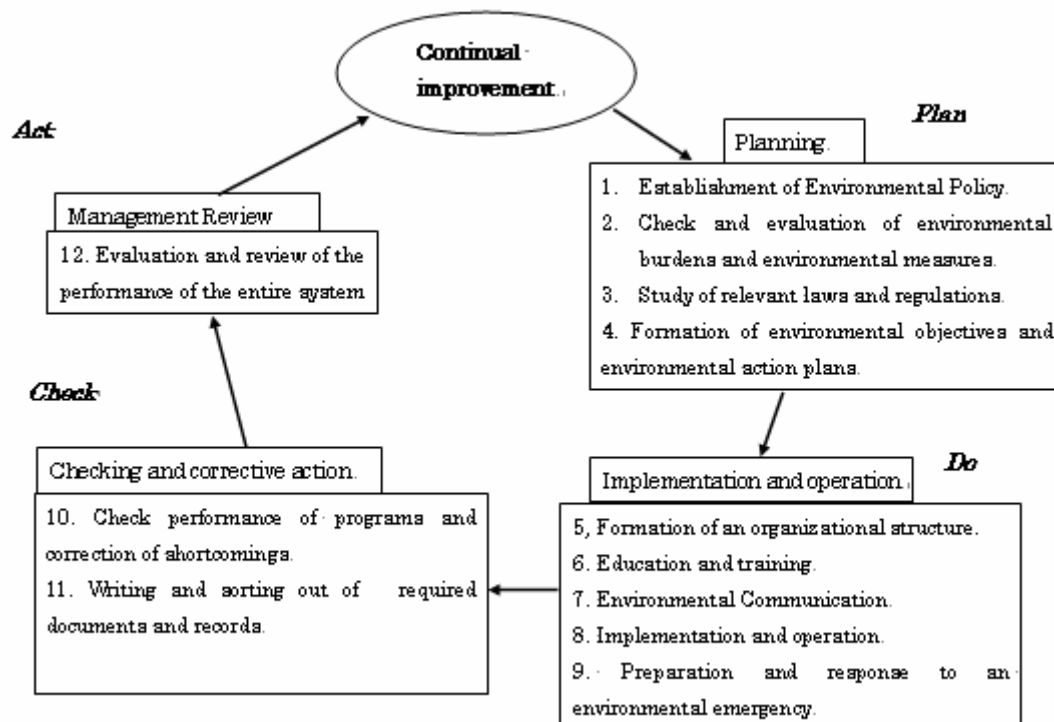 Continual
improvement.
Act
Plan
Planning.
1. Establishment of Environmental Policy.
2. Check and evaluation of environmental
burdens and environmental measures.
3. Study of relevant laws and regulations.
4. Formation of environmental objectives and
environmental action plans.
Management Review
12. Evaluation and review of the
performance of the entire system
Check
Do
Checking and corrective action.
10. Check performance of programs and
correction of shortcomings.
11. Writing and sorting out of required
documents and records.
Implementation and operation.
5, Formation of an organizational structure.
6. Education and training.
7. Environmental Communication.
8. Implementation and operation.
9. Preparation and response to an
environmental emergency.